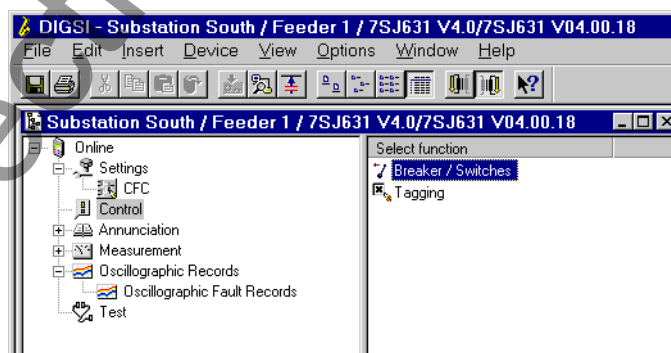 DIGSI - Substation South / Feeder 1 / 7SJ631 V4.0/7SJ631 V04.00.18
File Edit Insert Device View Options Window Help
Substation South / Feeder 1 / 7SJ631 V4.0/7SJ631 V04.00.18
Online
Settings
CFC
Control
Annunciation
Measurement
Oscillographic Records
Oscillographic Fault Records
Test
Select function
Breaker / Switches
Tagging